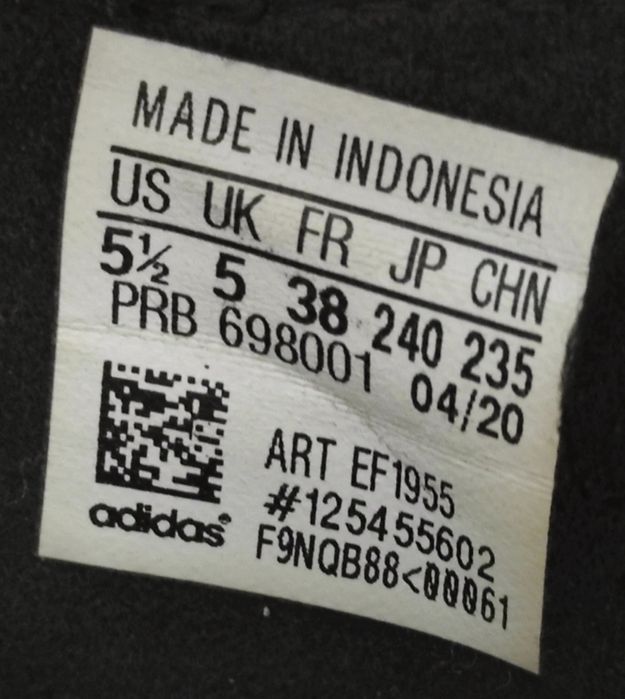 MADE IN INDONESIA
US UK FR JP CHN
5½ 5 38 240 235
PRB 698001 04/20
ART EF1955
#125455602
adidas® F9NQB88<00061